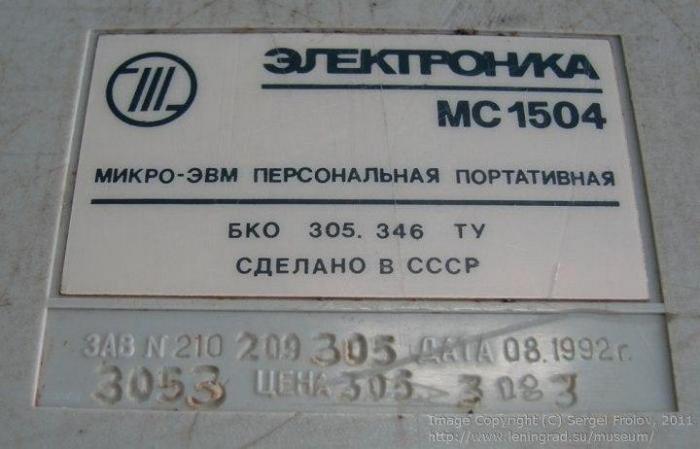 ЭЛЕКТРОНИКА
МС 1504
МИКРО-ЭВМ ПЕРСОНАЛЬНАЯ ПОРТАТИВНАЯ
БКО 305. 346 ТУ
СДЕЛАНО В СССР
ЗАВ N 210 209 305 ДАТА 08.1992 г.
3053 ЦЕНА 305 3083
Image Copyright (C) Sergei Frolov, 2011
http://www.leningrad.su/museum/